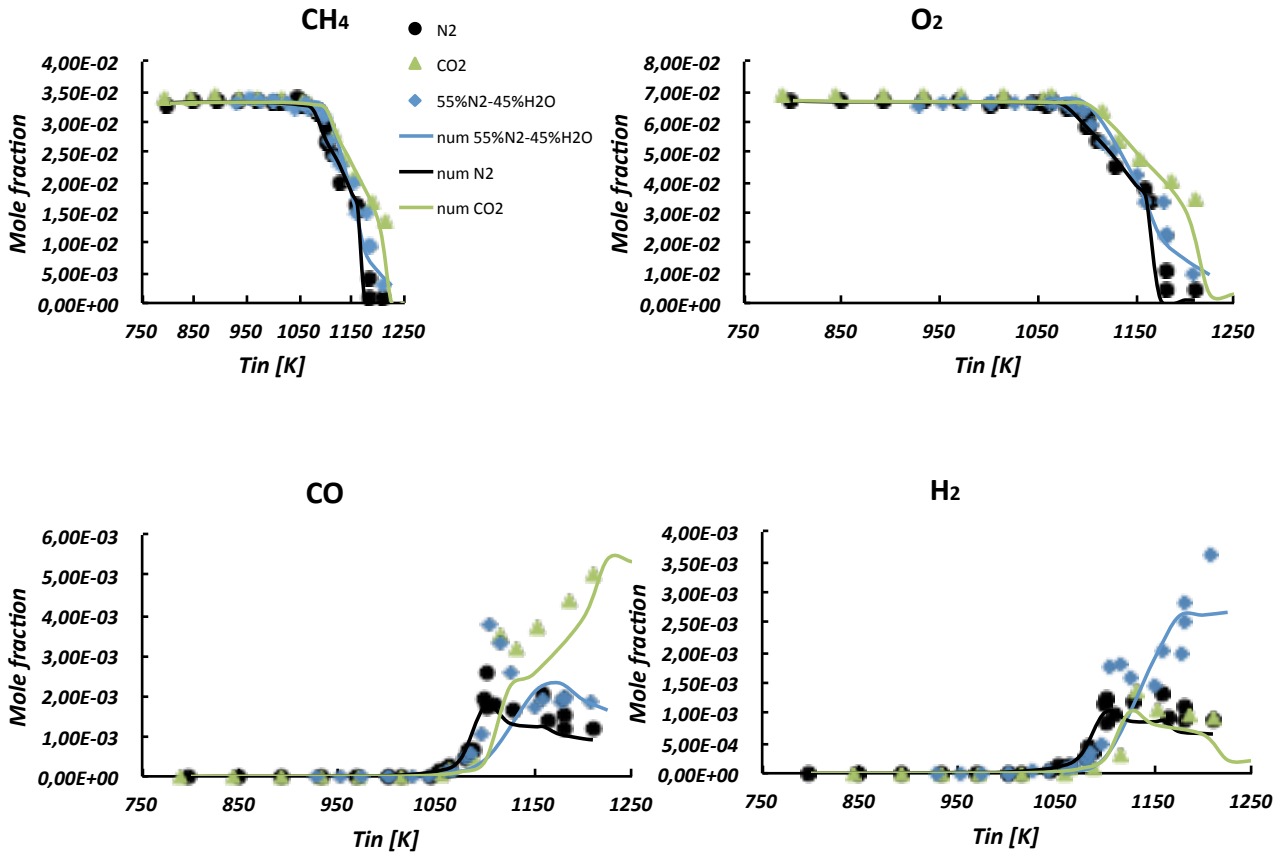 CH4
N2
CO2
55%N2-45%H2O
num 55%N2-45%H2O
num N2
num CO2
Mole fraction
4,00E-02
3,50E-02
3,00E-02
2,50E-02
2,00E-02
1,50E-02
1,00E-02
5,00E-03
0,00E+00
750 850 950 1050 1150 1250
Tin [K]
O2
Mole fraction
8,00E-02
7,00E-02
6,00E-02
5,00E-02
4,00E-02
3,00E-02
2,00E-02
1,00E-02
0,00E+00
750 850 950 1050 1150 1250
Tin [K]
CO
Mole fraction
6,00E-03
5,00E-03
4,00E-03
3,00E-03
2,00E-03
1,00E-03
0,00E+00
750 850 950 1050 1150 1250
Tin [K]
H2
Mole fraction
4,00E-03
3,50E-03
3,00E-03
2,50E-03
2,00E-03
1,50E-03
1,00E-03
5,00E-04
0,00E+00
750 850 950 1050 1150 1250
Tin [K]